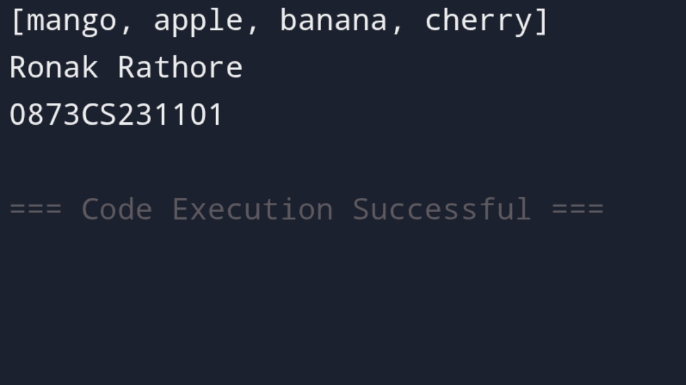 [mango, apple, banana, cherry]
Ronak Rathore
0873CS231101
=== Code Execution Successful ===